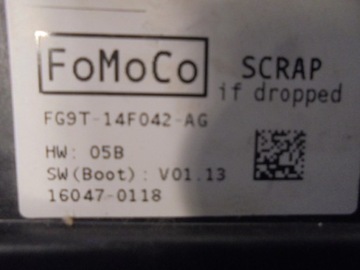 FoMoCo SCRAP
if dropped
FG9T-14F042-AG
HW: 05B
SW(Boot): V01.13
16047-0118